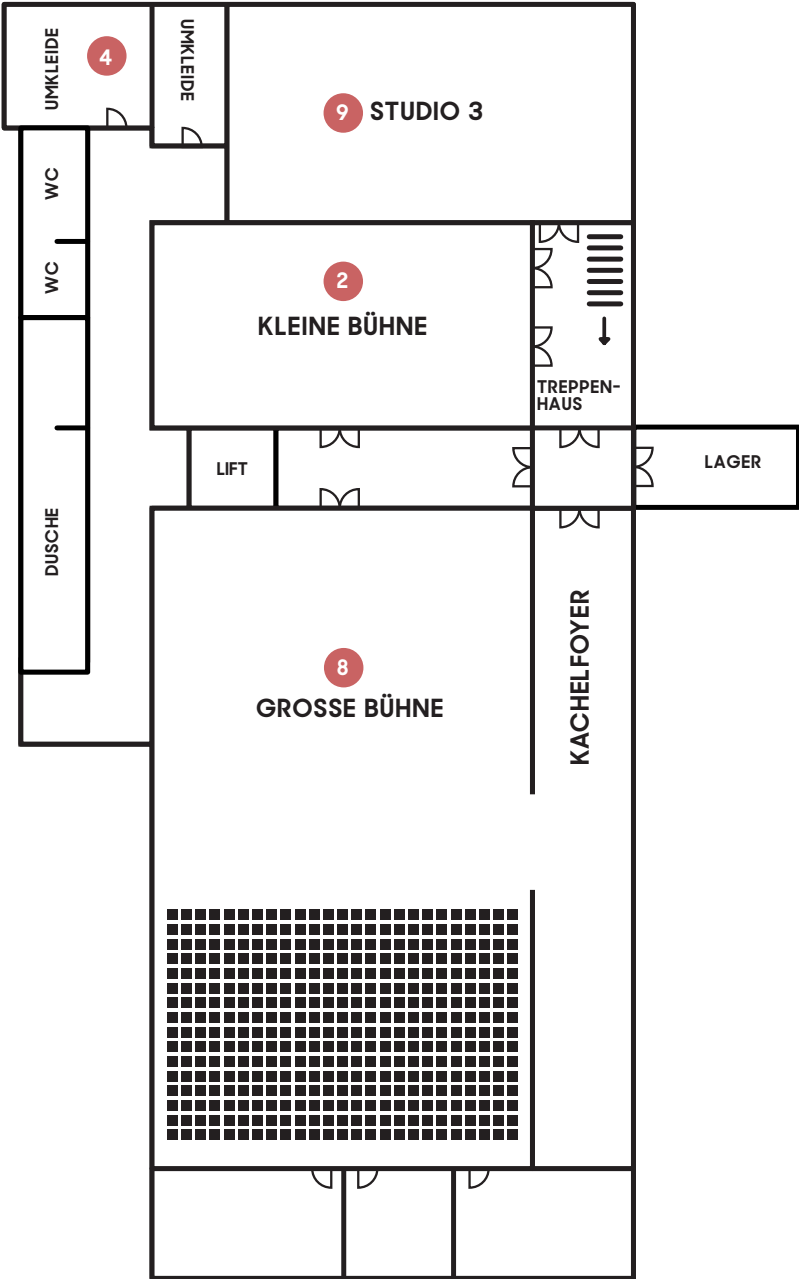 UMKLEIDE
4
UMKLEIDE
9 STUDIO 3
WC
WC
2
KLEINE BÜHNE
TREPPEN-
HAUS
LIFT
LAGER
DUSCHE
KACHELFOYER
8
GROSSE BÜHNE